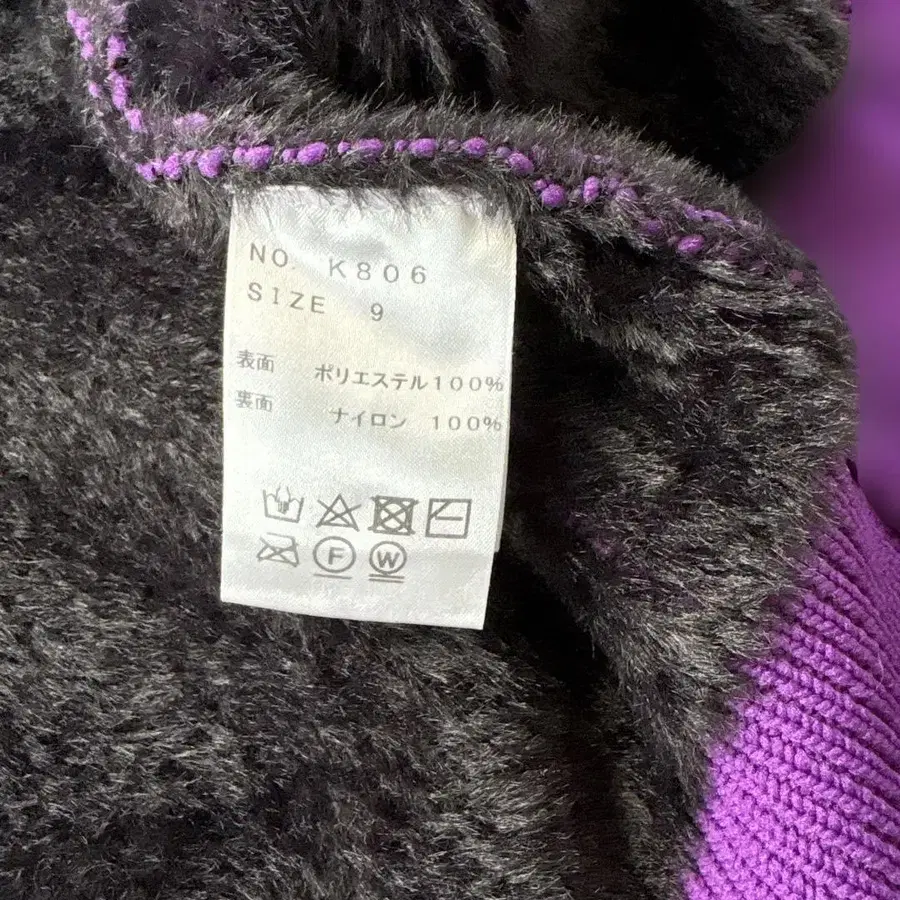 NO. K806
SIZE 9
表面 ポリエステル100%
裏面 ナイロン 100%
F W